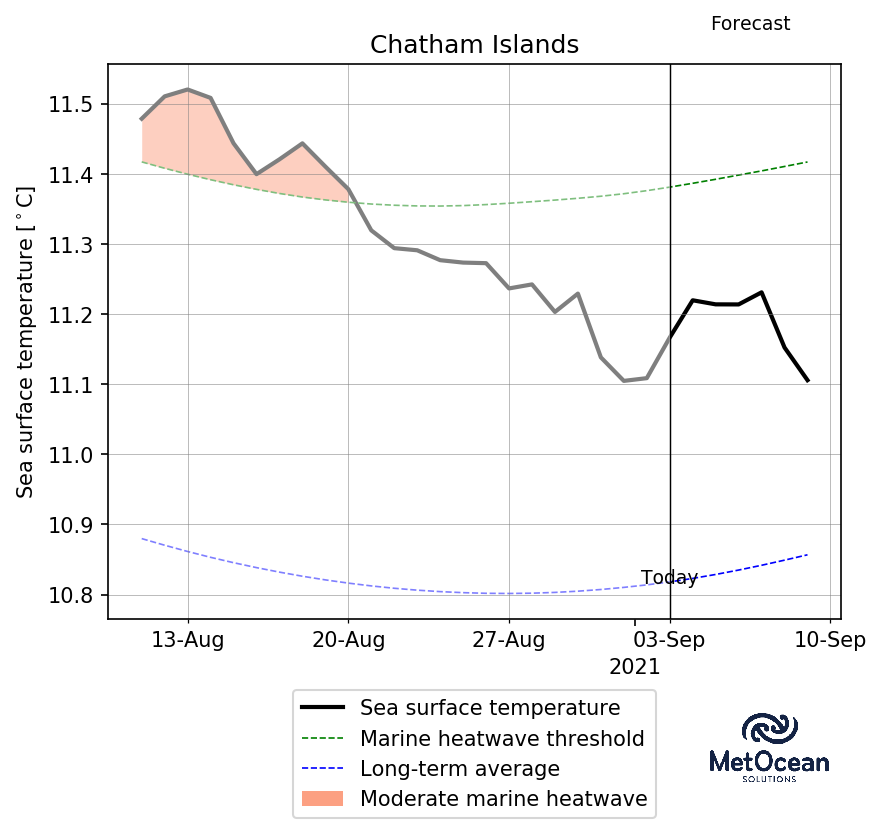 Forecast
Chatham Islands
Sea surface temperature [°C]
11.5
11.4
11.3
11.2
11.1
11.0
10.9
10.8
Today
13-Aug 20-Aug 27-Aug 03-Sep 10-Sep
2021
Sea surface temperature
Marine heatwave threshold
Long-term average
Moderate marine heatwave
MetOcean
SOLUTIONS